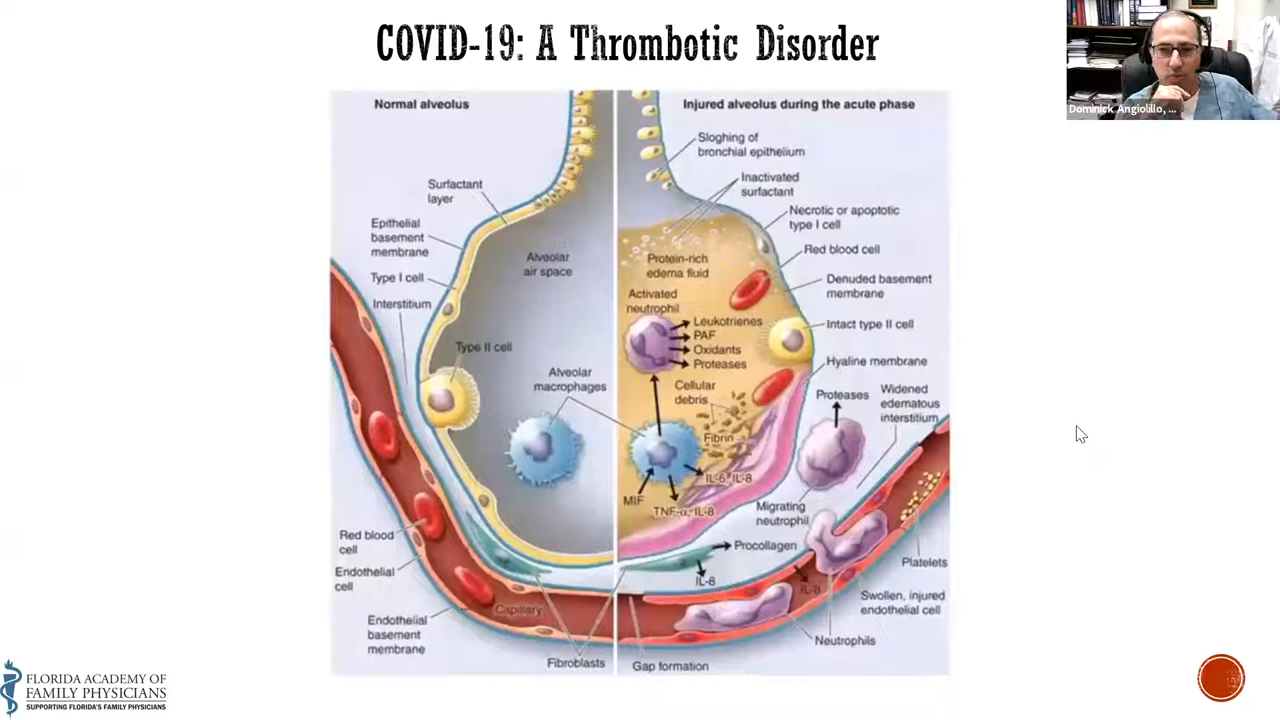 COVID-19: A Thrombotic Disorder
Dominick Angiolillo, ...
Normal alveolus
Injured alveolus during the acute phase
Sloghing of
bronchial epithelium
Surfactant
layer
Inactivated
surfactant
Epithelial
basement
membrane
Necrotic or apoptotic
type I cell
Alveolar
air space
Protein-rich
edema fluid
Red blood cell
Type I cell
Denuded basement
membrane
Interstitium
Activated
neutrophil
Leukotrienes
PAF
Oxidants
Proteases
Intact type II cell
Type II cell
Hyaline membrane
Alveolar
macrophages
Cellular
debris
Proteases
Widened
edematous
interstitium
Fibrin
IL-6, IL-8
MIF
TNF-α, IL-8
Migrating
neutrophil
Red blood
cell
Procollagen
Platelets
Endothelial
cell
IL-8
IL-8
Swollen, injured
endothelial cell
Capillary
Endothelial
basement
membrane
Neutrophils
Fibroblasts
Gap formation
FLORIDA ACADEMY OF
FAMILY PHYSICIANS
SUPPORTING FLORIDA'S FAMILY PHYSICIANS